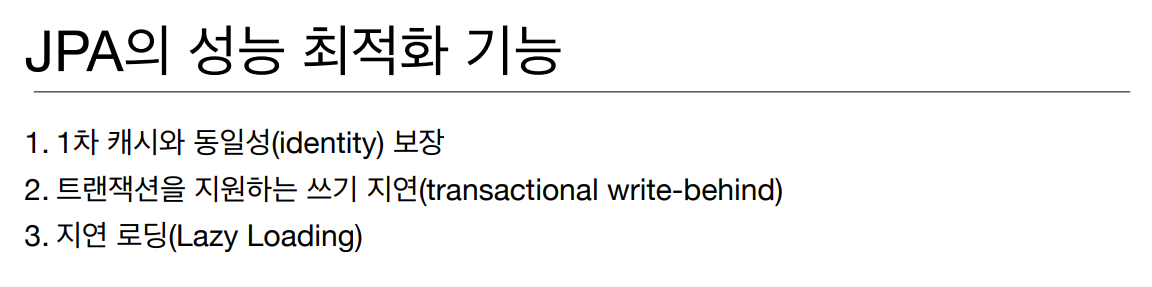 JPA의 성능 최적화 기능
1. 1차 캐시와 동일성(identity) 보장
2. 트랜잭션을 지원하는 쓰기 지연(transactional write-behind)
3. 지연 로딩(Lazy Loading)